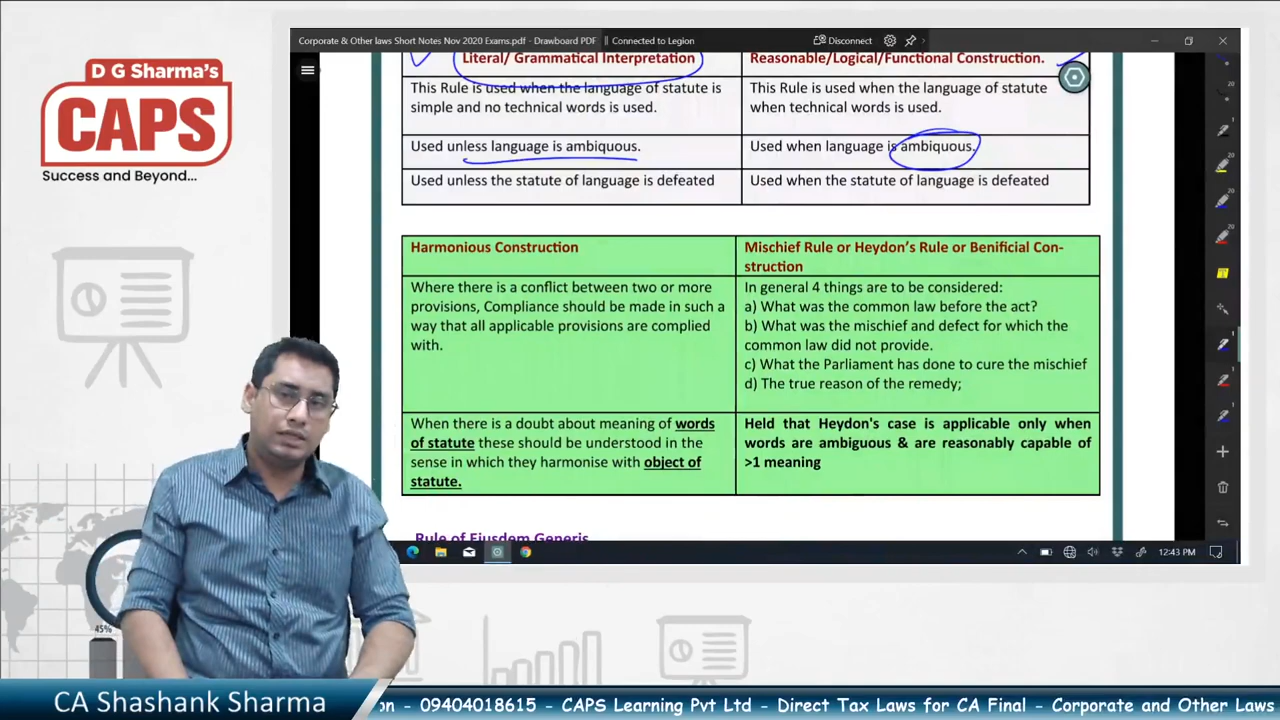 D G Sharma's
CAPS
Success and Beyond...
Corporate & Other laws Short Notes Nov 2020 Exams.pdf - Drawboard PDF
Connected to Legion
Disconnect
Literal/ Grammatical Interpretation
Reasonable/Logical/Functional Construction.
This Rule is used when the language of statute is
simple and no technical words is used.
This Rule is used when the language of statute
when technical words is used.
Used unless language is ambiquous.
Used when language is ambiquous.
Used unless the statute of language is defeated
Used when the statute of language is defeated
Harmonious Construction
Mischief Rule or Heydon's Rule or Benificial Con-
struction
Where there is a conflict between two or more
provisions, Compliance should be made in such a
way that all applicable provisions are complied
with.
In general 4 things are to be considered:
a) What was the common law before the act?
b) What was the mischief and defect for which the
common law did not provide.
c) What the Parliament has done to cure the mischief
d) The true reason of the remedy;
When there is a doubt about meaning of words
of statute these should be understood in the
sense in which they harmonise with object of
statute.
Held that Heydon's case is applicable only when
words are ambiguous & are reasonably capable of
>1 meaning
Rule of Ejusdem Generis
12:43 PM
45%
CA Shashank Sharma
on - 09404018615 - CAPS Learning Pvt Ltd - Direct Tax Laws for CA Final - Corporate and Other Laws